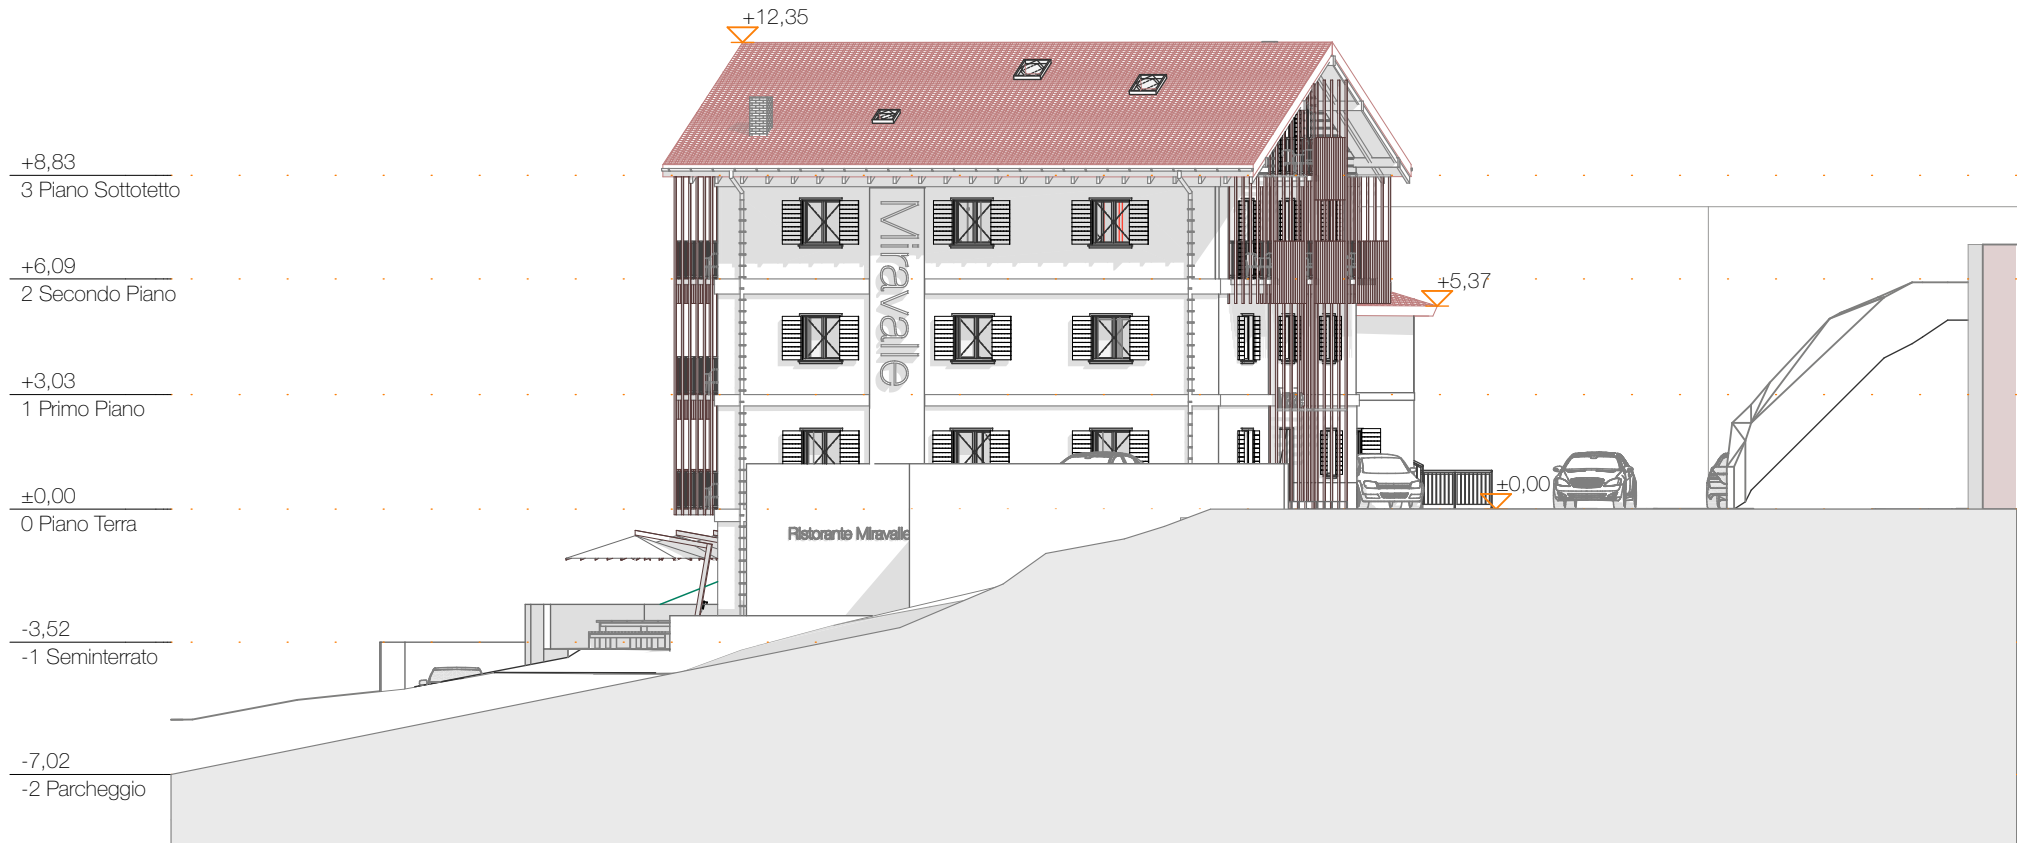 +12,35
+8,83
3 Piano Sottotetto
+6,09
2 Secondo Piano
+5,37
+3,03
1 Primo Piano
Miravalle
±0,00
0 Piano Terra
±0,00
Ristorante Miravalle
-3,52
-1 Seminterrato
-7,02
-2 Parcheggio